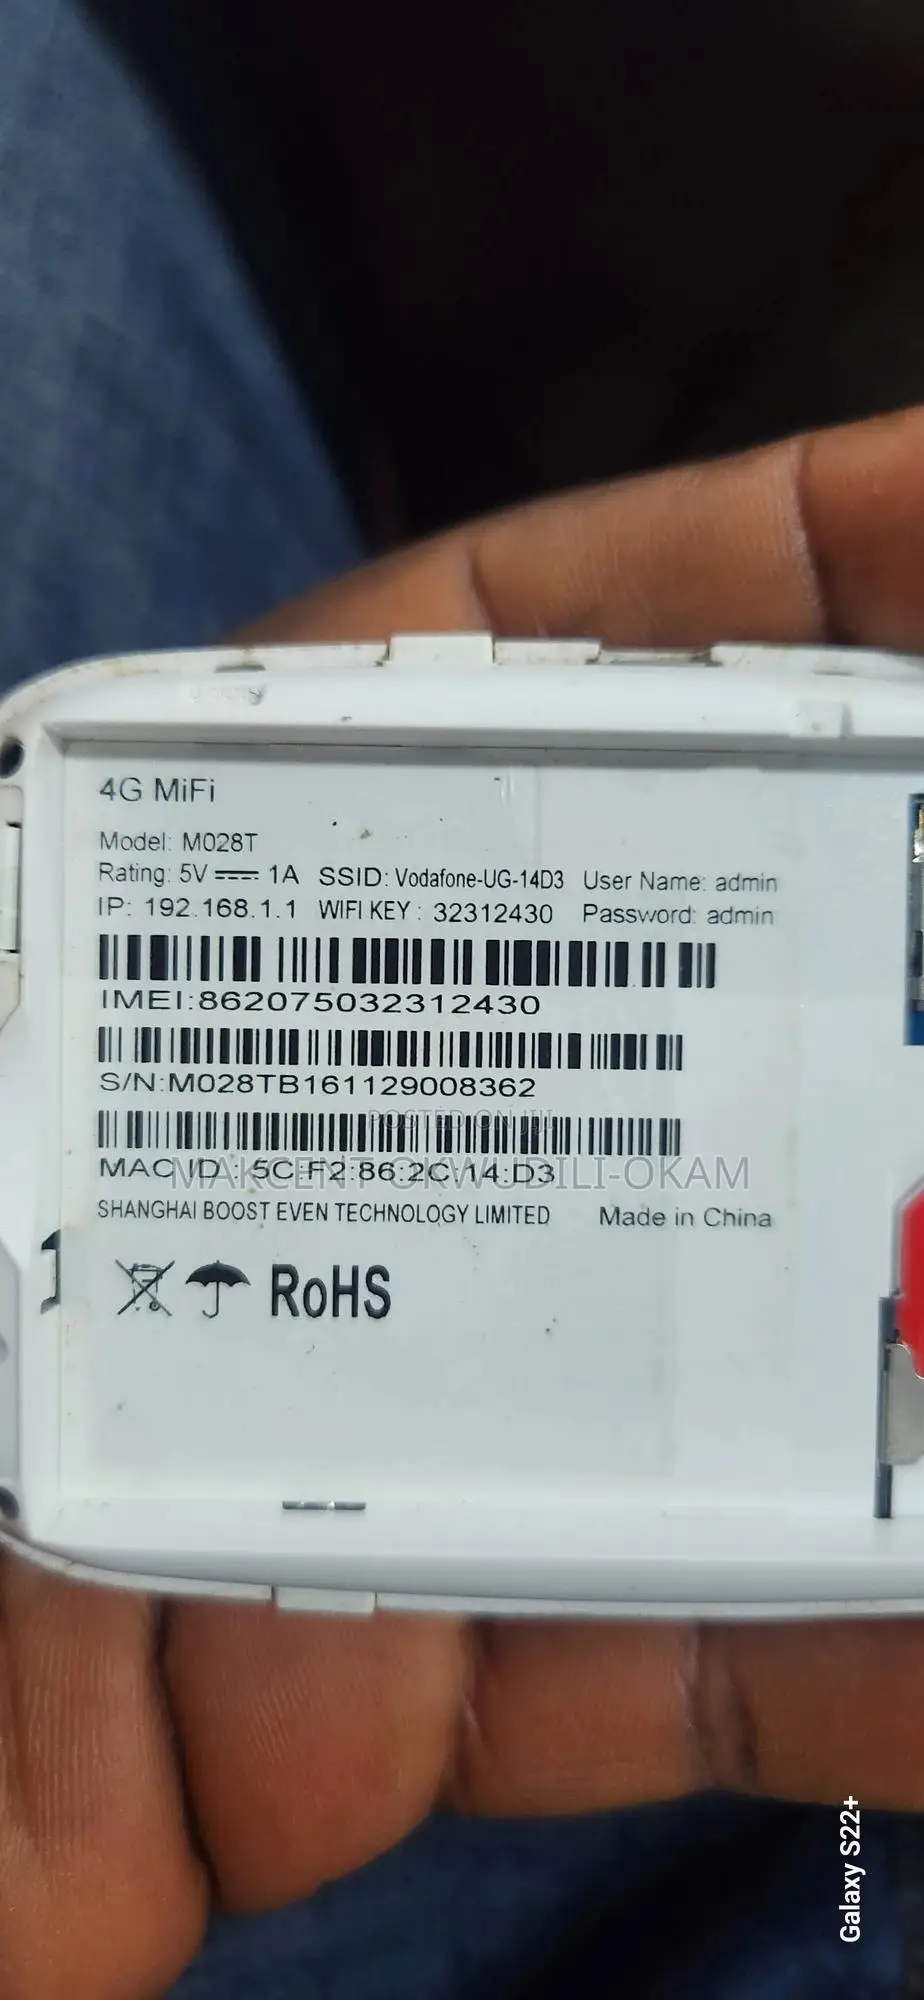 4G MiFi
Model: M028T
Rating: 5V 1A SSID: Vodafone-UG-14D3 User Name: admin
IP: 192.168.1.1 WIFI KEY : 32312430 Password: admin
IMEI:862075032312430
S/N:M028TB161129008362
POSTED ON JIJI
MAC ID : 5C:F2:86:2C:14:D3
MAKCENT OKWUDILI-OKAM
SHANGHAI BOOST EVEN TECHNOLOGY LIMITED Made in China
RoHS
Galaxy S22+